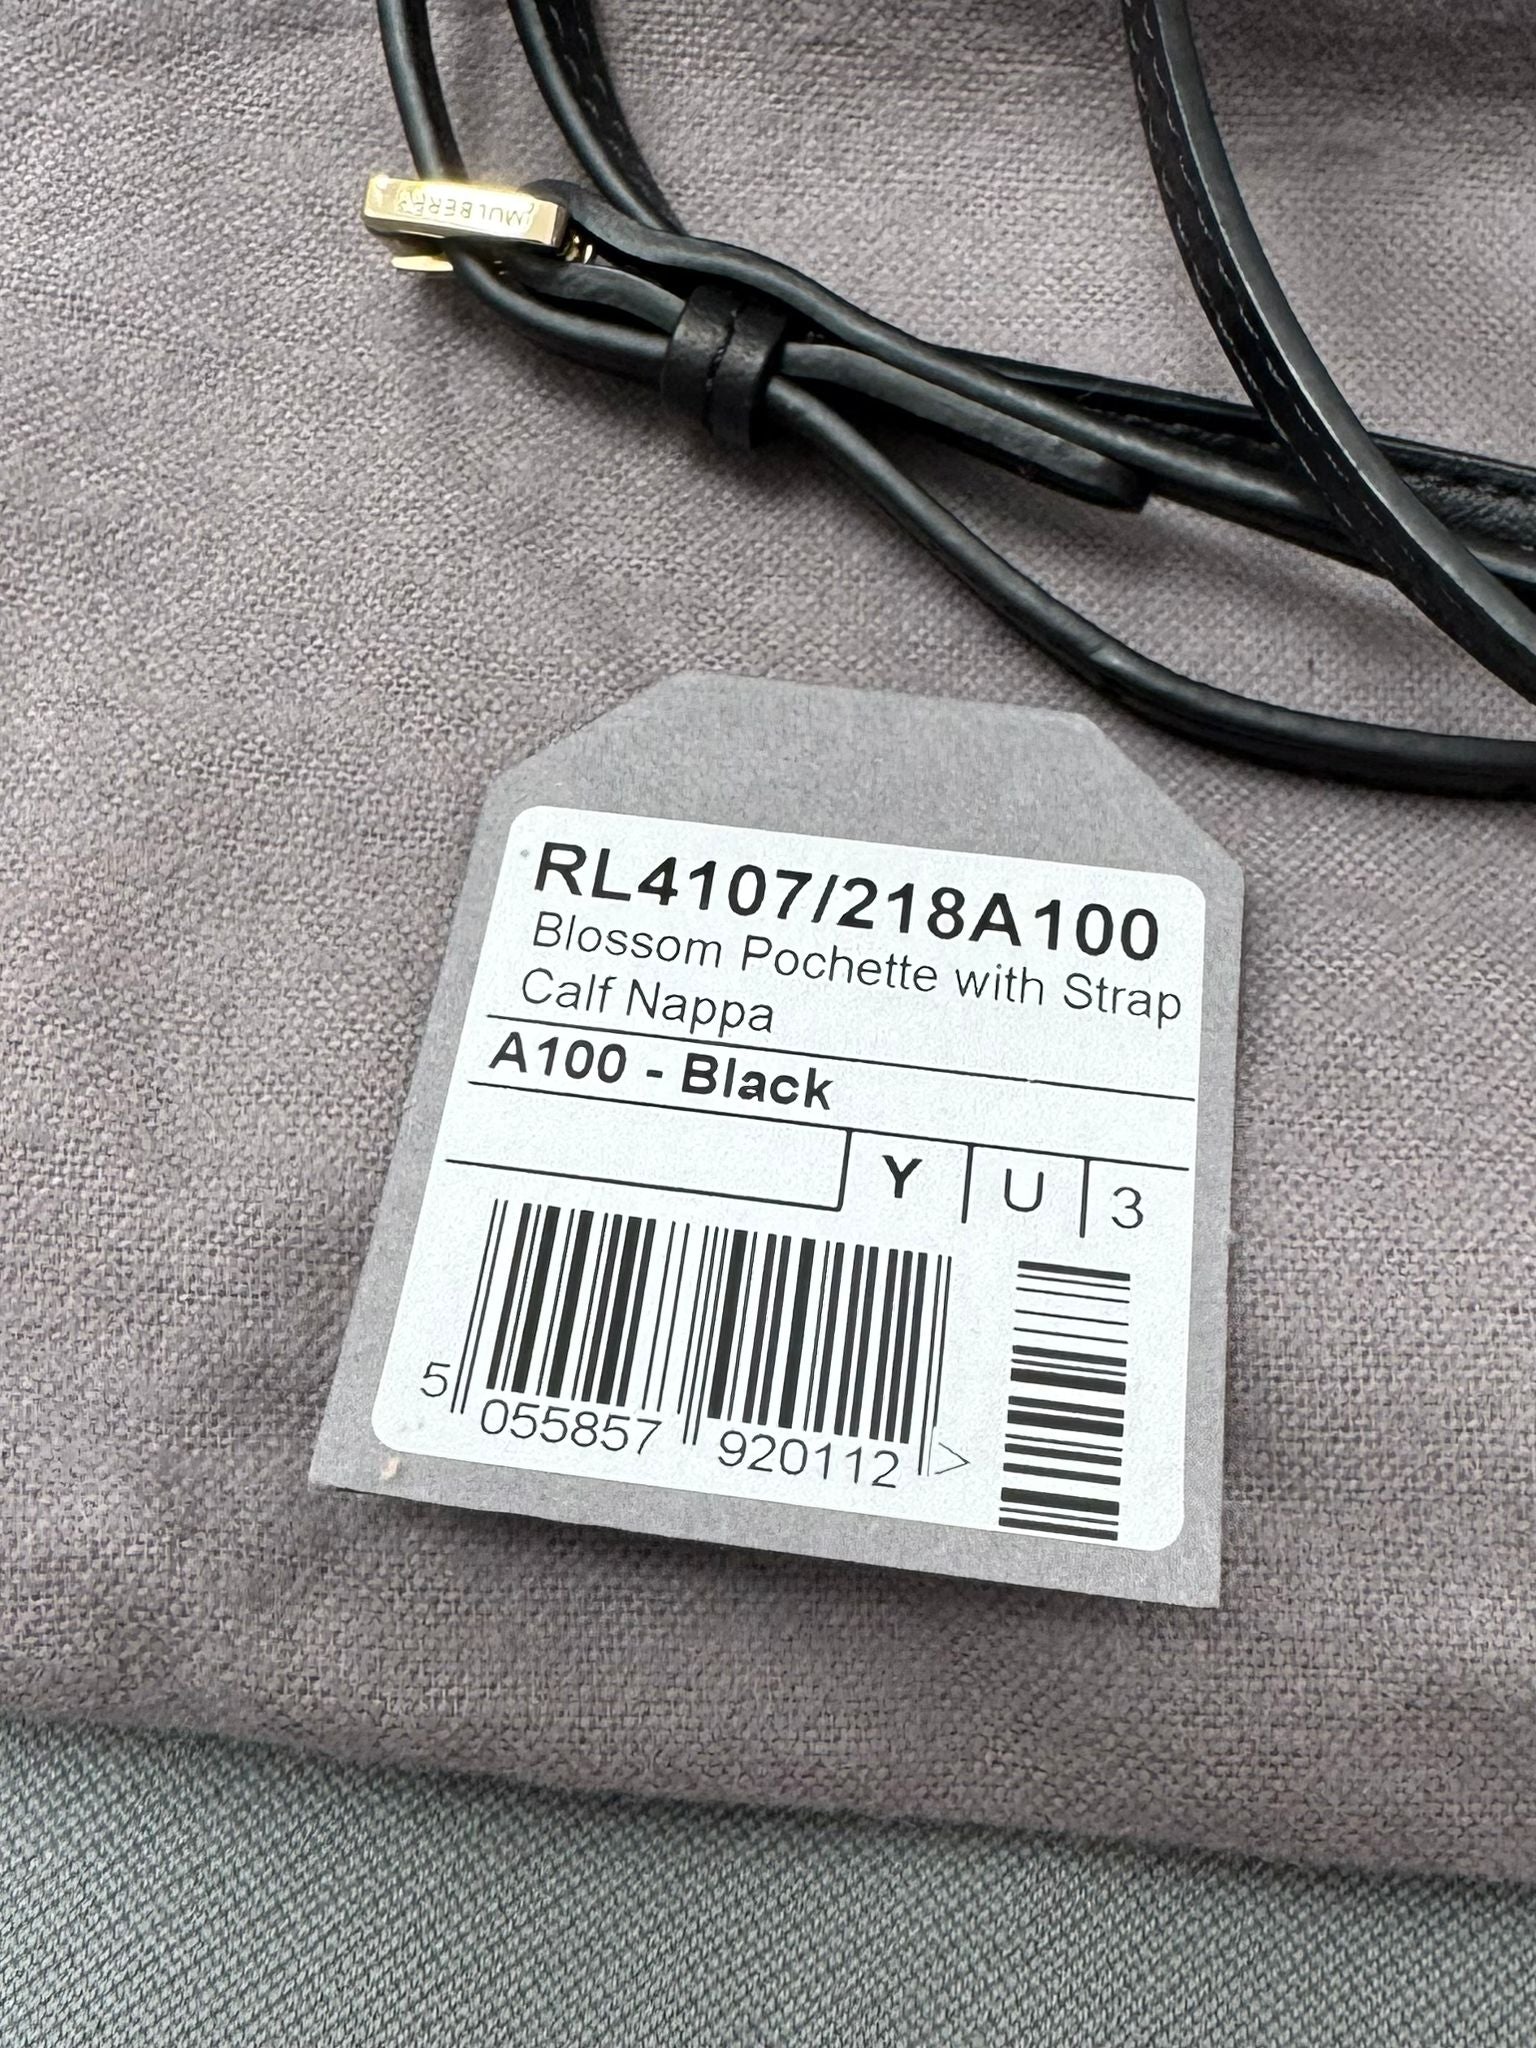 MULBERRY
RL4107/218A100
Blossom Pochette with Strap
Calf Nappa
A100 - Black
Y U 3
5 055857 920112 >